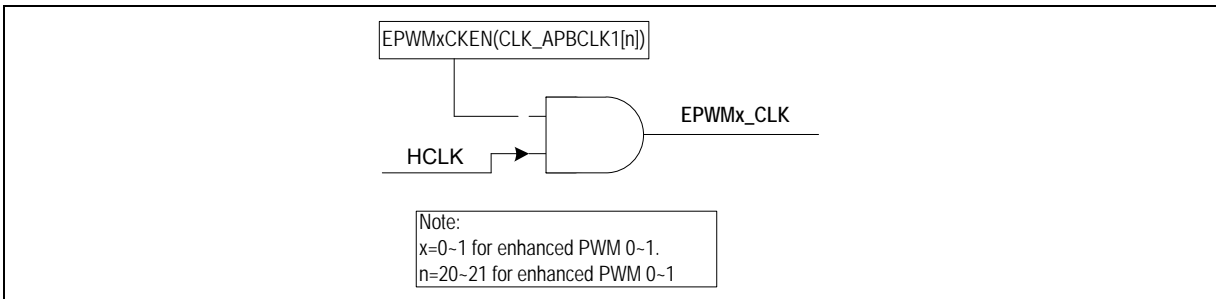 EPWMxCKEN(CLK_APBCLK1[n])
EPWMx_CLK
HCLK
Note:
x=0~1 for enhanced PWM 0~1.
n=20~21 for enhanced PWM 0~1